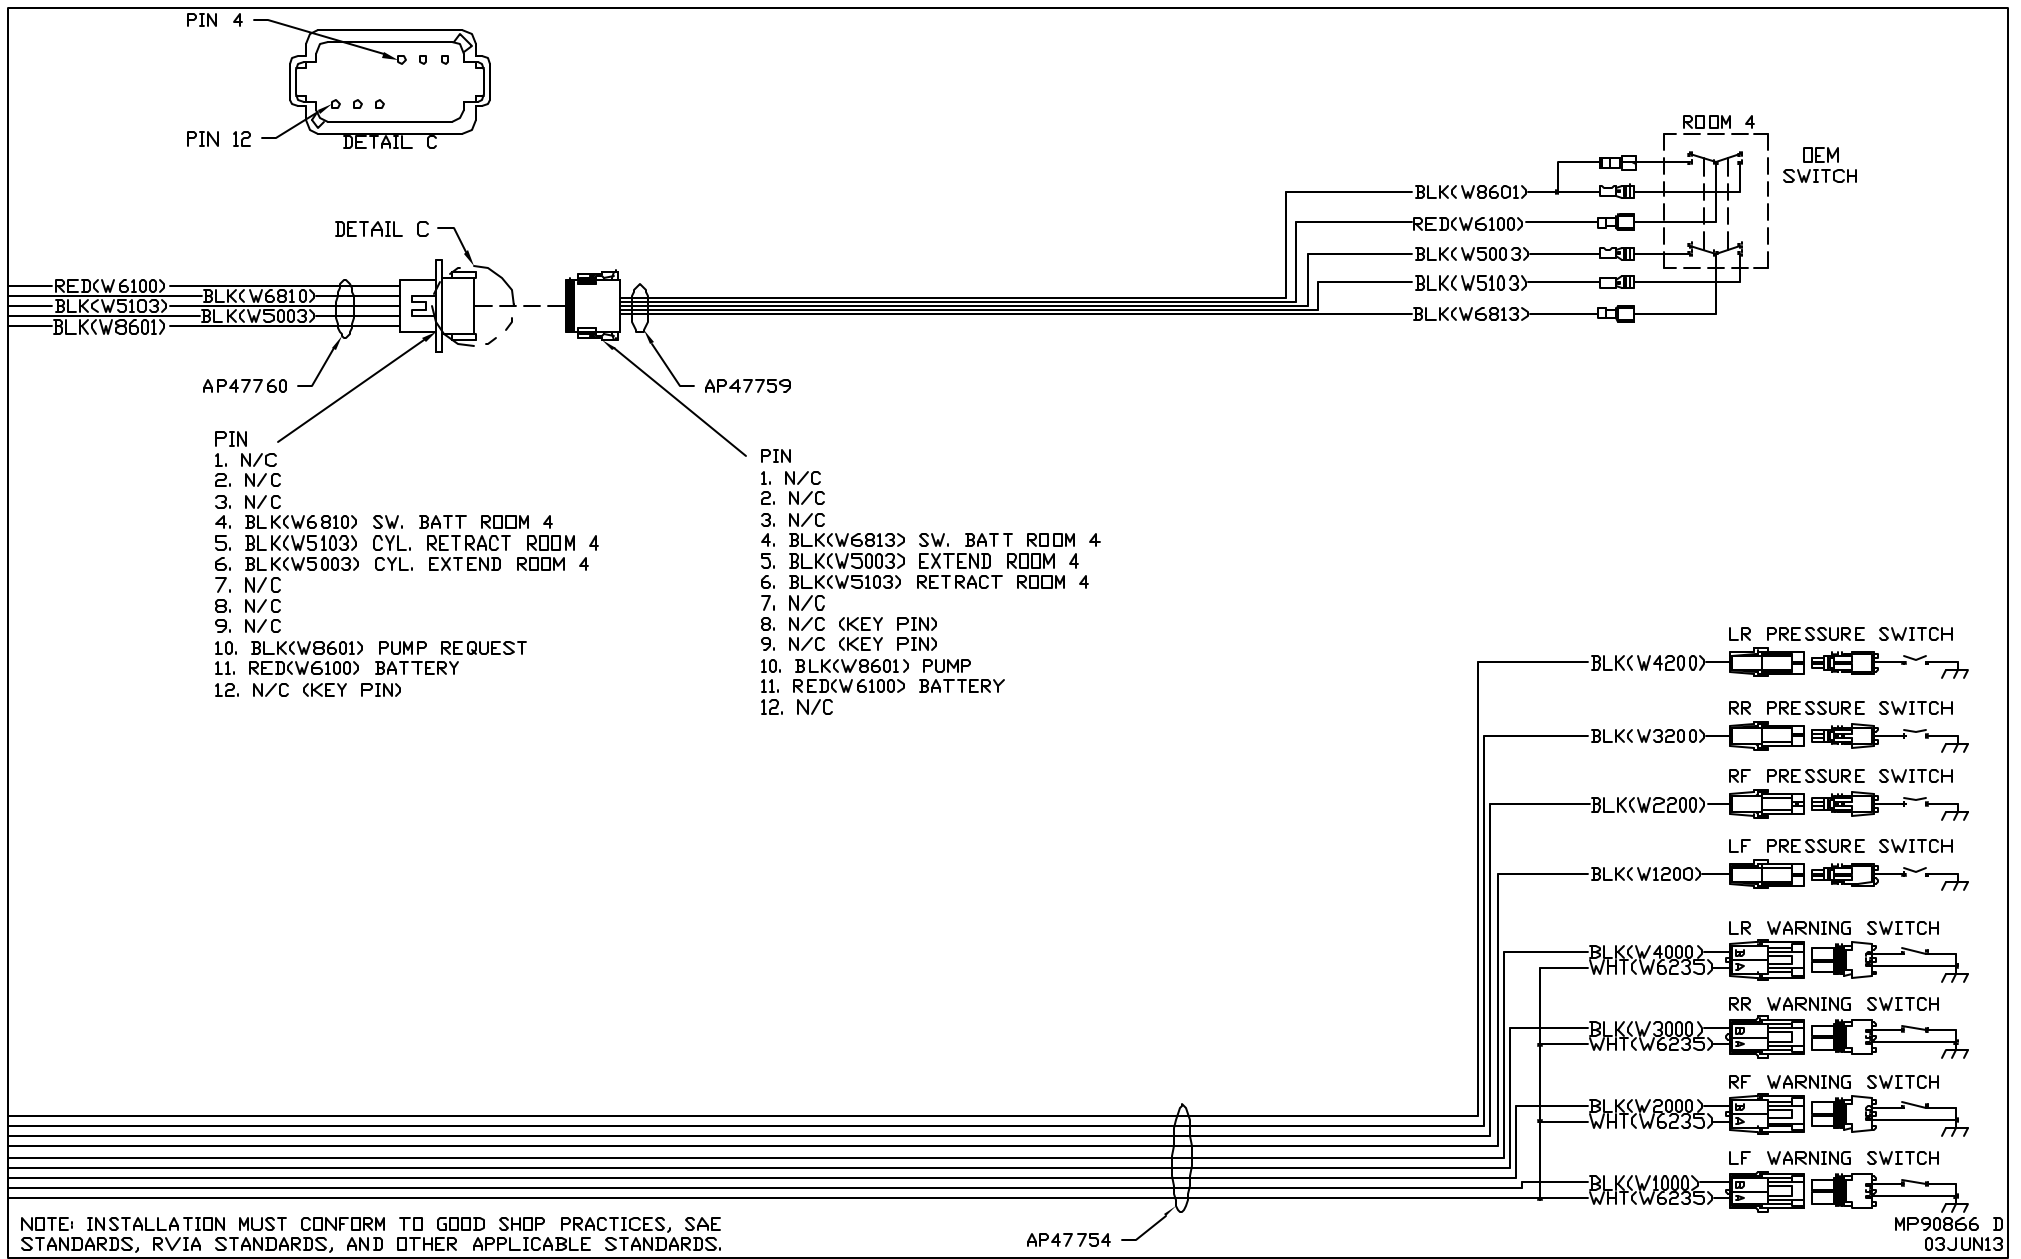 PIN 4
PIN 12
DETAIL C
ROOM 4
OEM
SWITCH
BLK(W8601)
RED(W6100)
BLK(W5003)
BLK(W5103)
BLK(W6813)
DETAIL C
RED(W6100)
BLK(W6810)
BLK(W5103)
BLK(W5003)
BLK(W8601)
AP47760
AP47759
PIN
1. N/C
2. N/C
3. N/C
4. BLK(W6810) SW. BATT ROOM 4
5. BLK(W5103) CYL. RETRACT ROOM 4
6. BLK(W5003) CYL. EXTEND ROOM 4
7. N/C
8. N/C
9. N/C
10. BLK(W8601) PUMP REQUEST
11. RED(W6100) BATTERY
12. N/C (KEY PIN)
PIN
1. N/C
2. N/C
3. N/C
4. BLK(W6813) SW. BATT ROOM 4
5. BLK(W5003) EXTEND ROOM 4
6. BLK(W5103) RETRACT ROOM 4
7. N/C
8. N/C (KEY PIN)
9. N/C (KEY PIN)
10. BLK(W8601) PUMP
11. RED(W6100) BATTERY
12. N/C
LR PRESSURE SWITCH
BLK(W4200)
RR PRESSURE SWITCH
BLK(W3200)
RF PRESSURE SWITCH
BLK(W2200)
LF PRESSURE SWITCH
BLK(W1200)
LR WARNING SWITCH
BLK(W4000)
WHT(W6235)
B
A
RR WARNING SWITCH
BLK(W3000)
WHT(W6235)
B
A
RF WARNING SWITCH
BLK(W2000)
WHT(W6235)
B
A
LF WARNING SWITCH
BLK(W1000)
WHT(W6235)
B
A
AP47754
NOTE: INSTALLATION MUST CONFORM TO GOOD SHOP PRACTICES, SAE
STANDARDS, RVIA STANDARDS, AND OTHER APPLICABLE STANDARDS.
MP90866 D
03JUN13